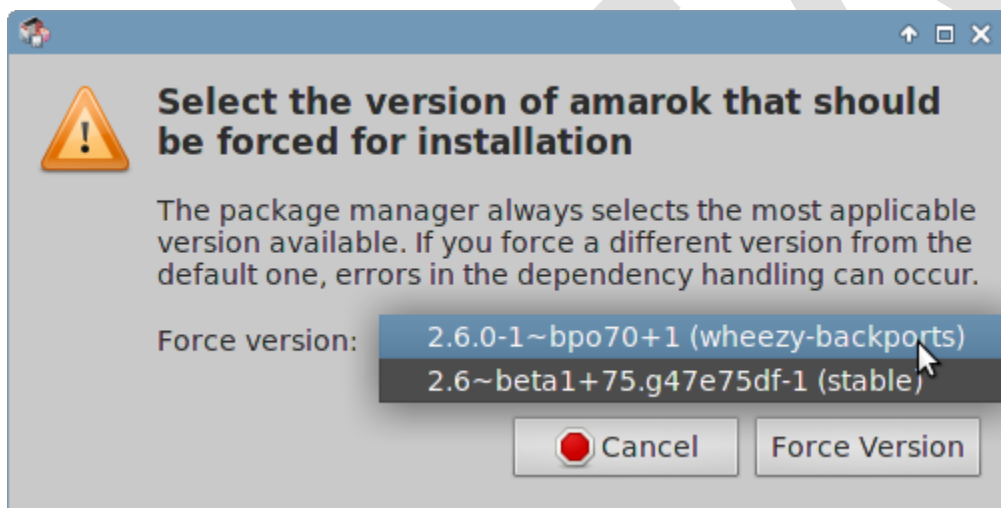 Select the version of amarok that should
be forced for installation
The package manager always selects the most applicable
version available. If you force a different version from the
default one, errors in the dependency handling can occur.
Force version:
2.6.0-1~bpo70+1 (wheezy-backports)
2.6~beta1+75.g47e75df-1 (stable)
Cancel
Force Version